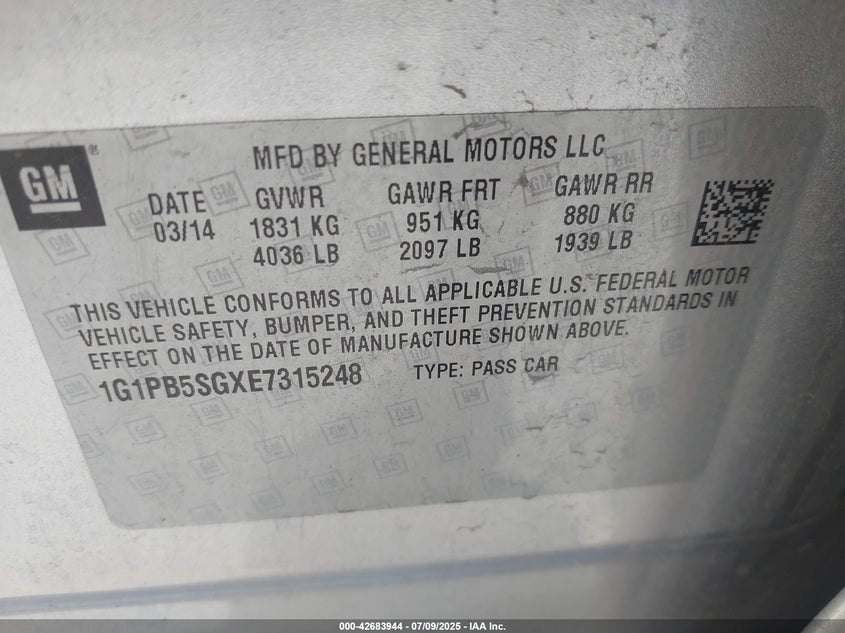 GM
MFD BY GENERAL MOTORS LLC
DATE GVWR GAWR FRT GAWR RR
03/14 1831 KG 951 KG 880 KG
4036 LB 2097 LB 1939 LB
THIS VEHICLE CONFORMS TO ALL APPLICABLE U.S. FEDERAL MOTOR
VEHICLE SAFETY, BUMPER, AND THEFT PREVENTION STANDARDS IN
EFFECT ON THE DATE OF MANUFACTURE SHOWN ABOVE.
1G1PB5SGXE7315248 TYPE: PASS CAR
000-42683944 - 07/09/2025 - IAA Inc.